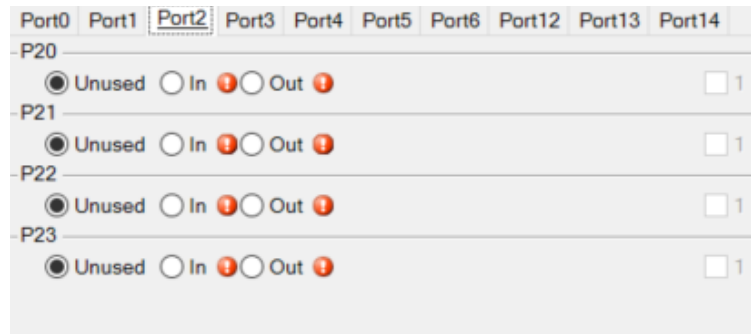 Port0 Port1 Port2 Port3 Port4 Port5 Port6 Port12 Port13 Port14
P20
Unused In Out 1
P21
Unused In Out 1
P22
Unused In Out 1
P23
Unused In Out 1